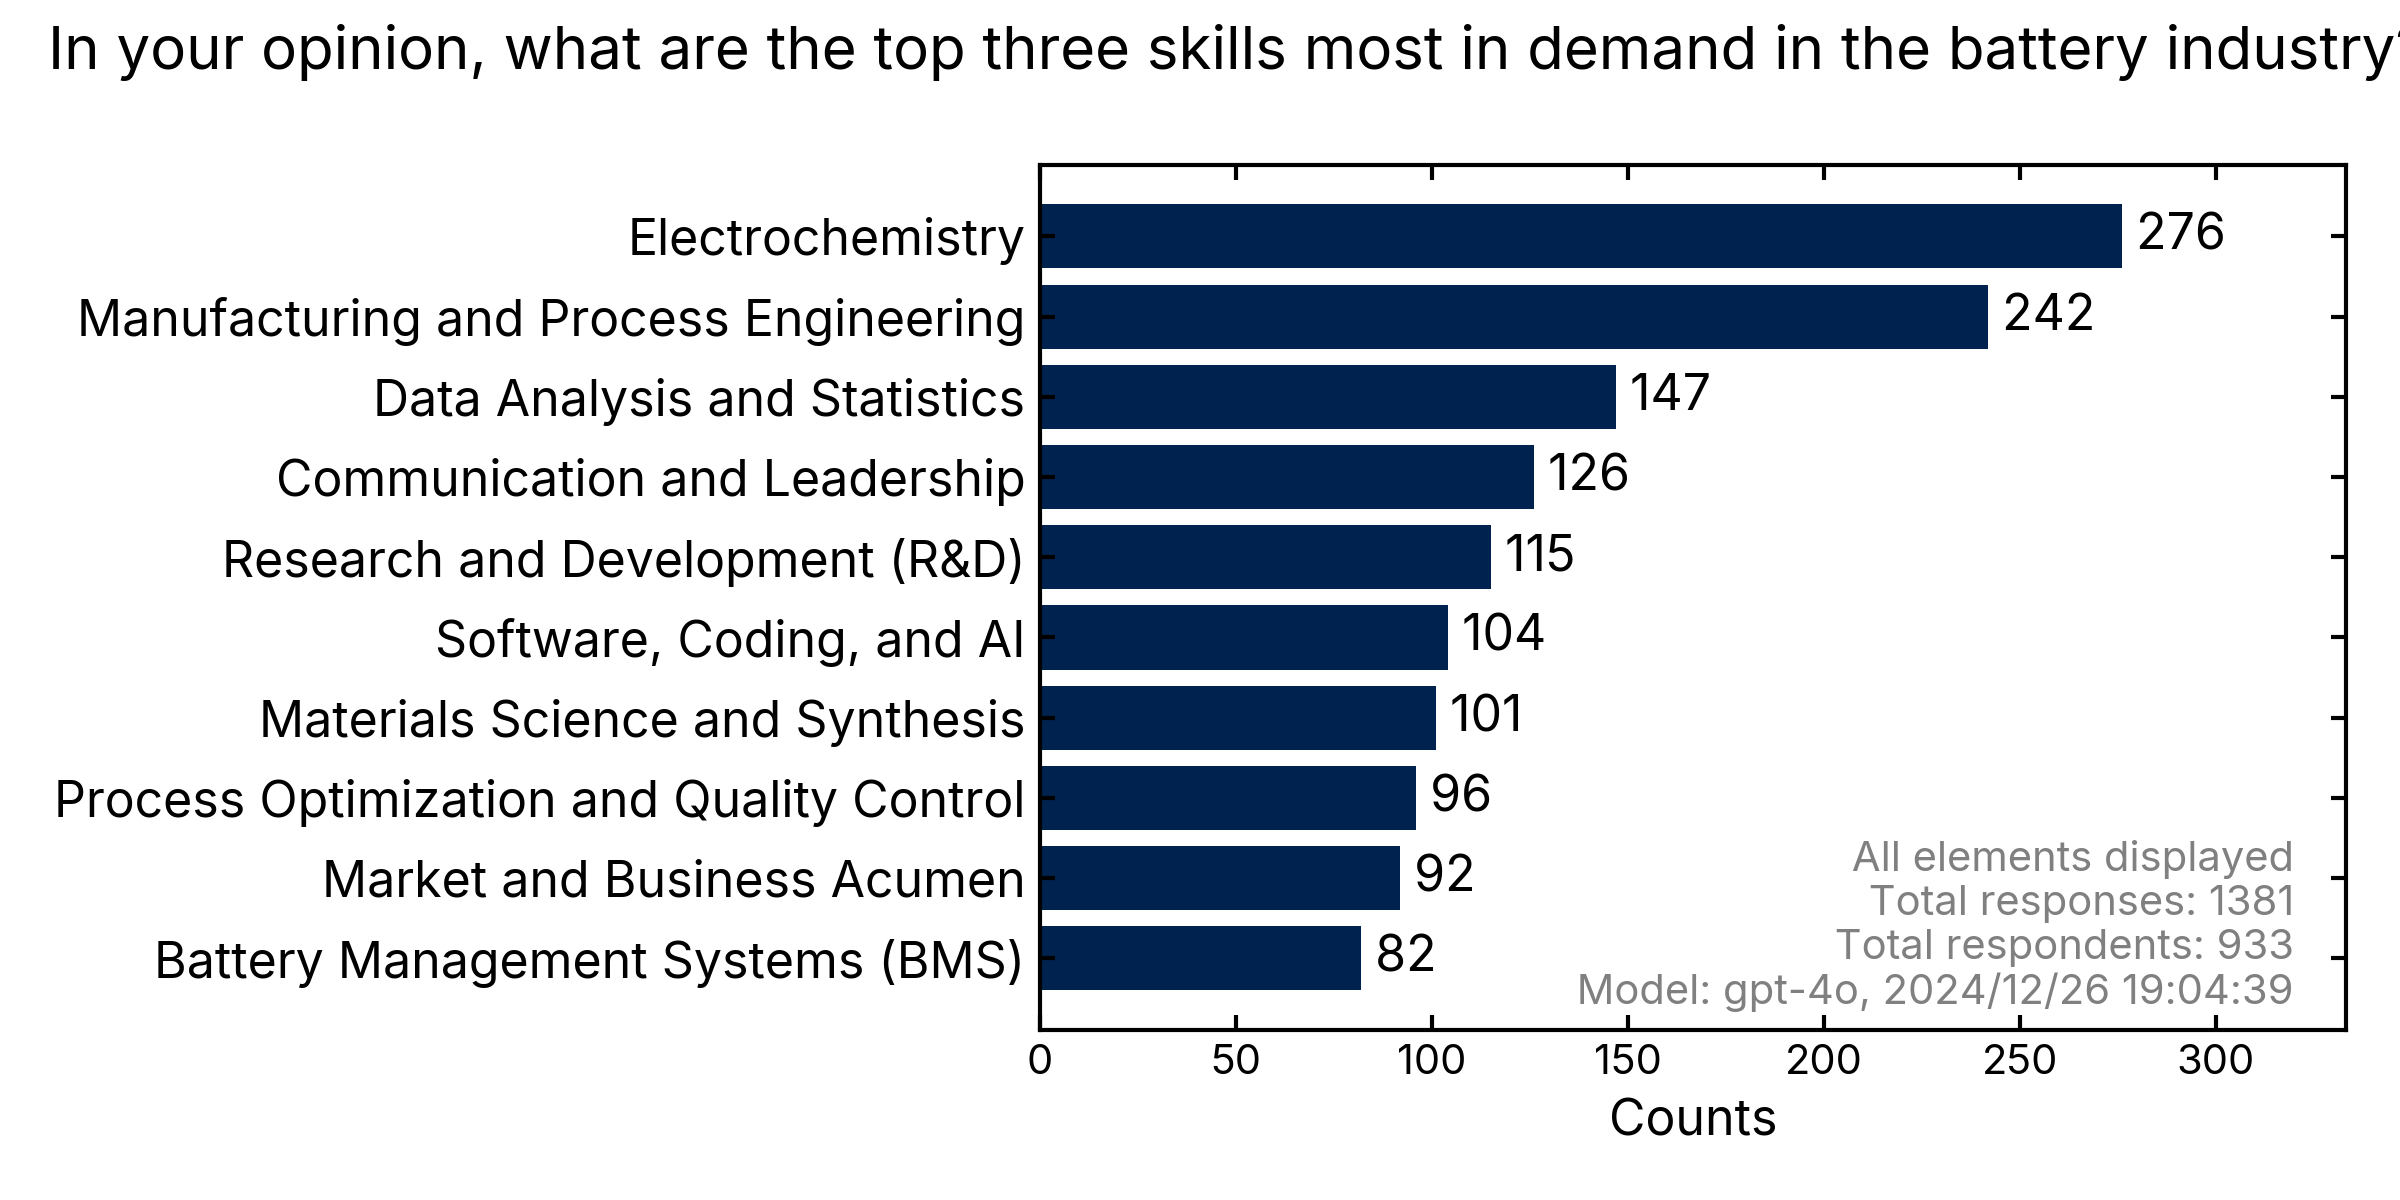 In your opinion, what are the top three skills most in demand in the battery industry?
Electrochemistry 276
Manufacturing and Process Engineering 242
Data Analysis and Statistics 147
Communication and Leadership 126
Research and Development (R&D) 115
Software, Coding, and AI 104
Materials Science and Synthesis 101
Process Optimization and Quality Control 96
Market and Business Acumen 92
Battery Management Systems (BMS) 82
All elements displayed
Total responses: 1381
Total respondents: 933
Model: gpt-4o, 2024/12/26 19:04:39
0 50 100 150 200 250 300
Counts